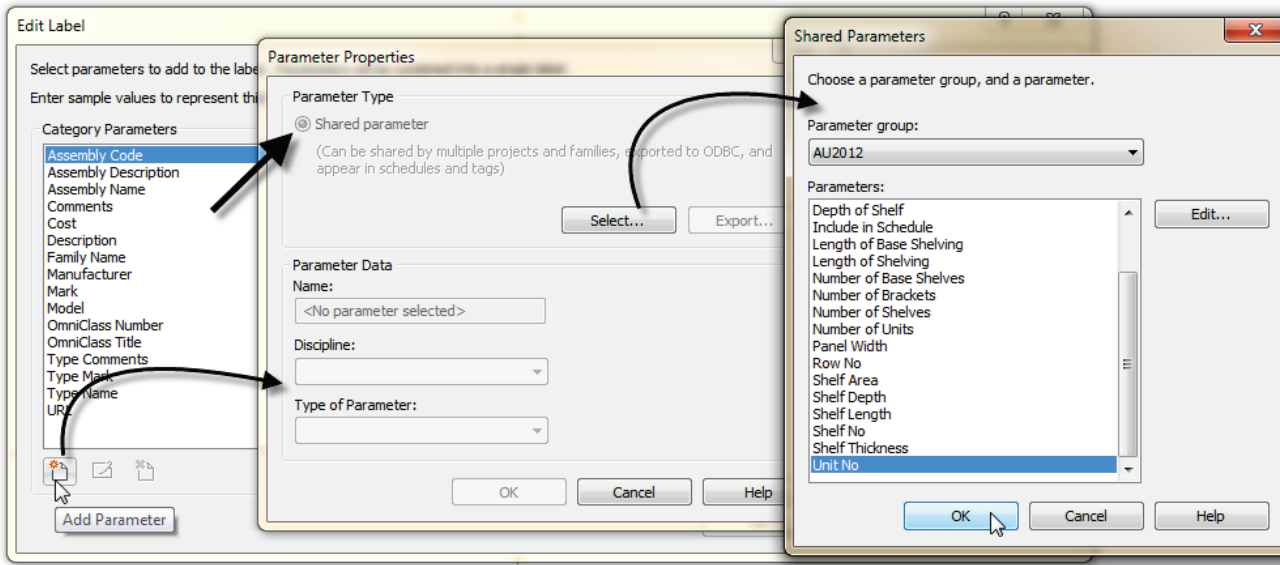 Edit Label
Select parameters to add to the labe
Enter sample values to represent thi
Category Parameters
Assembly Code
Assembly Description
Assembly Name
Comments
Cost
Description
Family Name
Manufacturer
Mark
Model
OmniClass Number
OmniClass Title
Type Comments
Type Mark
Type Name
URL
Add Parameter
Parameter Properties
Parameter Type
Shared parameter
(Can be shared by multiple projects and families, exported to ODBC, and
appear in schedules and tags)
Select...
Export...
Parameter Data
Name:
<No parameter selected>
Discipline:
Type of Parameter:
OK
Cancel
Help
Shared Parameters
Choose a parameter group, and a parameter.
Parameter group:
AU2012
Parameters:
Depth of Shelf
Include in Schedule
Length of Base Shelving
Length of Shelving
Number of Base Shelves
Number of Brackets
Number of Shelves
Number of Units
Panel Width
Row No
Shelf Area
Shelf Depth
Shelf Length
Shelf No
Shelf Thickness
Unit No
Edit...
OK
Cancel
Help